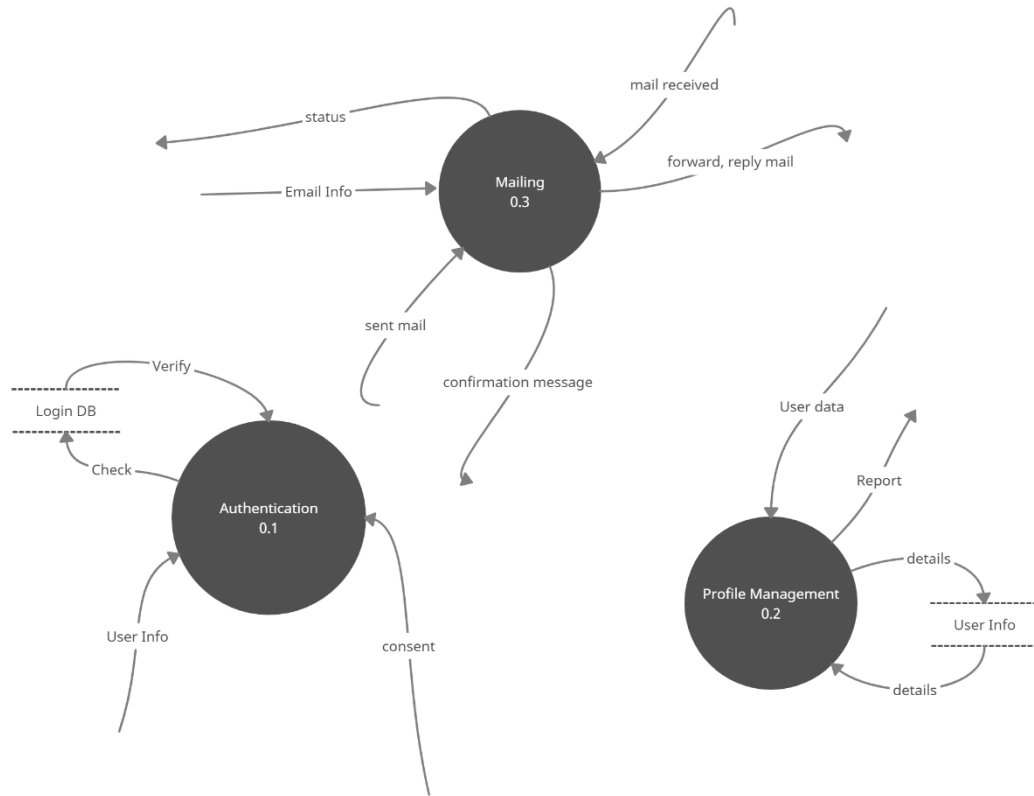 mail received
status
forward, reply mail
Mailing
0.3
Email Info
sent mail
Verify
confirmation message
Login DB
User data
Check
Report
Authentication
0.1
details
Profile Management
0.2
User Info
User Info
consent
details